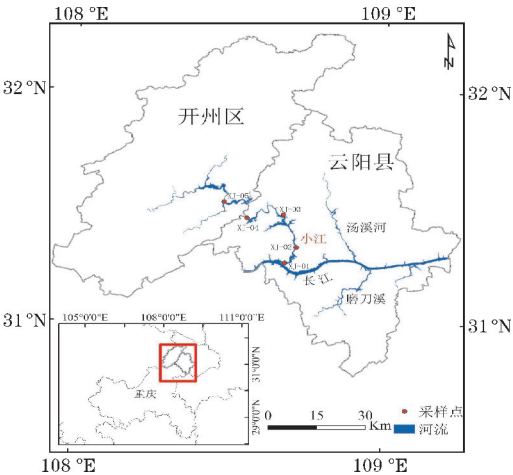 108 °E 109 °E
32 °N 32 °N
开州区
云阳县
XJ-05
XJ-03
XJ-04
汤溪河
小江
XJ-02
XJ-01
长江
磨刀溪
31 °N 31 °N
105°0′0″E 108°0′0″E 111°0′0″E
31°0′0″N
重庆
29°0′0″N
采样点
0 15 30
Km
河流
108 °E 109 °E